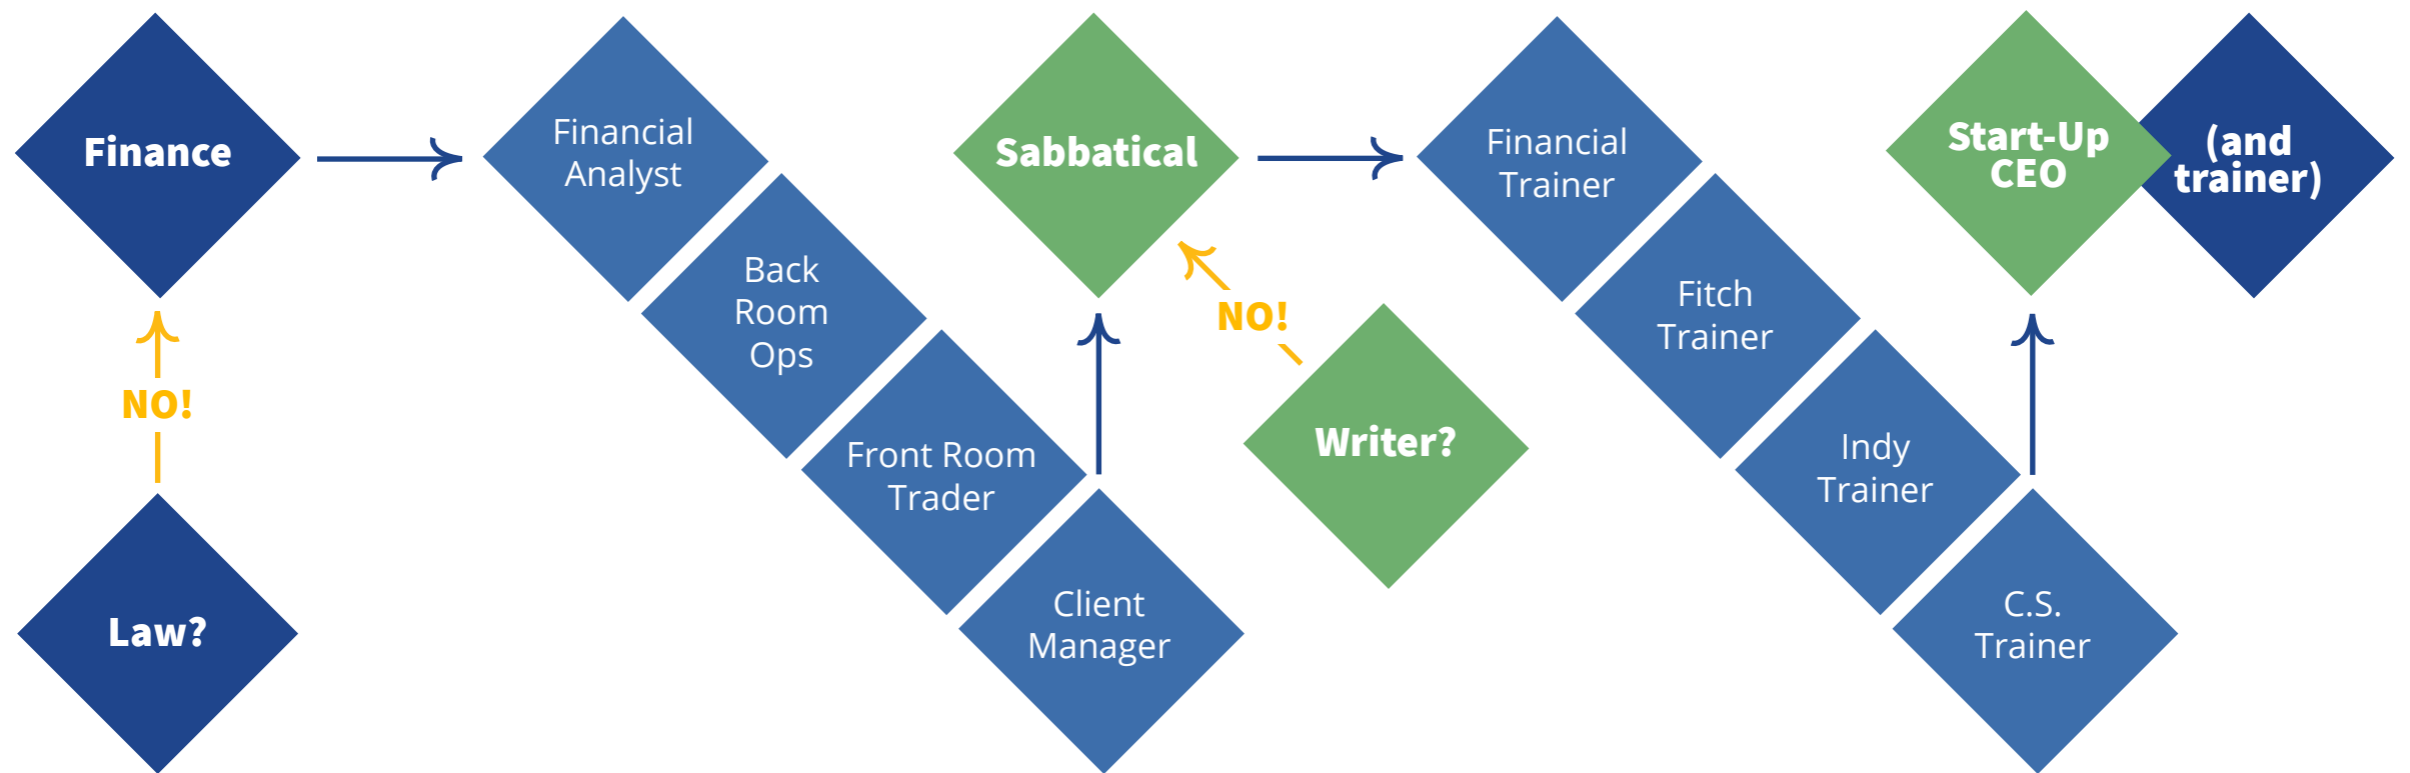 Finance
NO!
Law?
Financial
Analyst
Back
Room
Ops
Front Room
Trader
Client
Manager
Sabbatical
NO!
Writer?
Financial
Trainer
Fitch
Trainer
Indy
Trainer
C.S.
Trainer
Start-Up
CEO
(and
trainer)